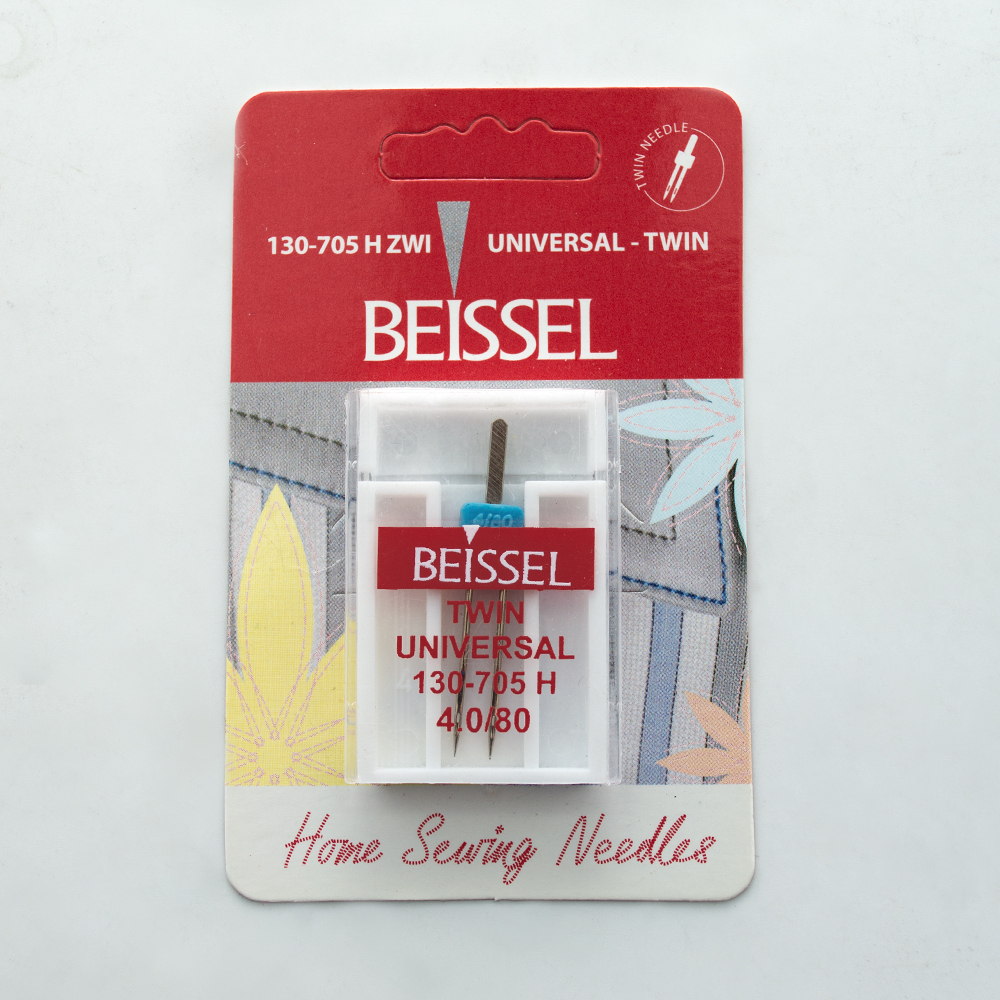 TWIN NEEDLE
130-705 H ZWI UNIVERSAL - TWIN
BEISSEL
4/80
BEISSEL
TWIN
UNIVERSAL
130-705 H
4.0/80
Home Sewing Needles